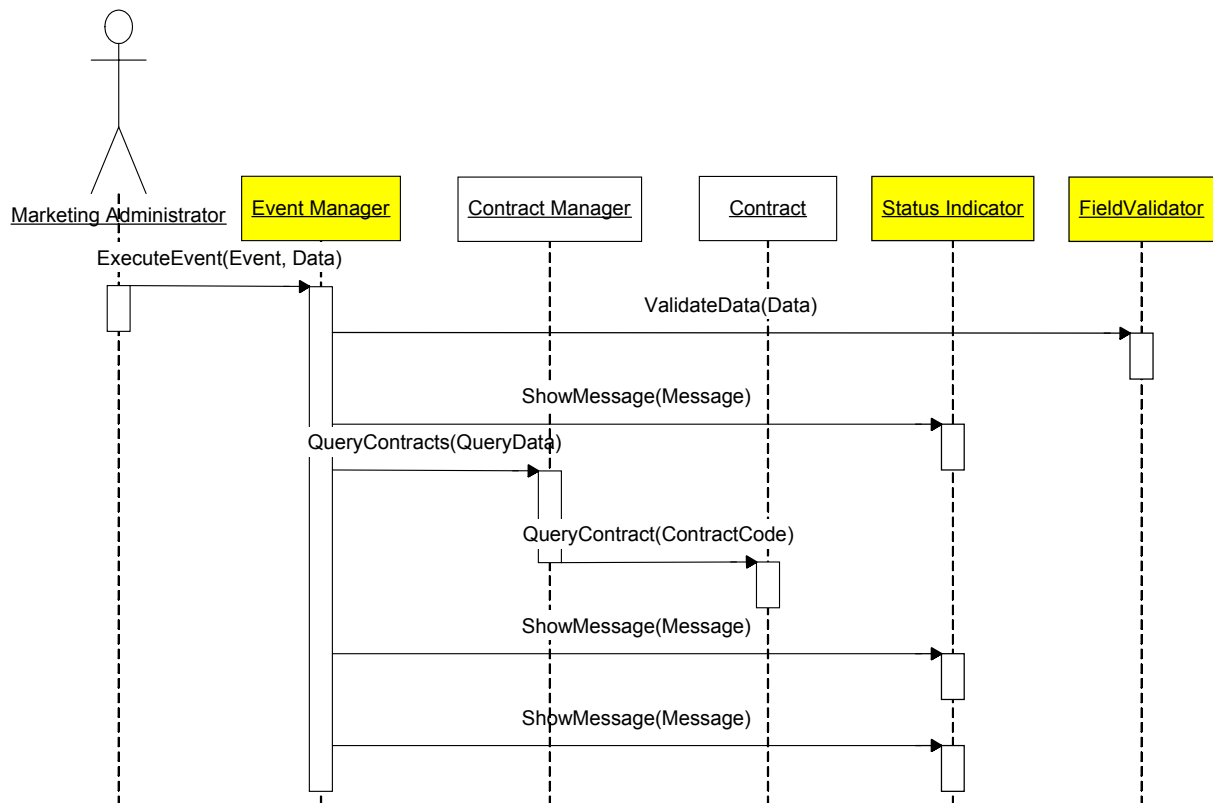 Marketing Administrator
Event Manager
Contract Manager
Contract
Status Indicator
FieldValidator
ExecuteEvent(Event, Data)
ValidateData(Data)
ShowMessage(Message)
QueryContracts(QueryData)
QueryContract(ContractCode)
ShowMessage(Message)
ShowMessage(Message)